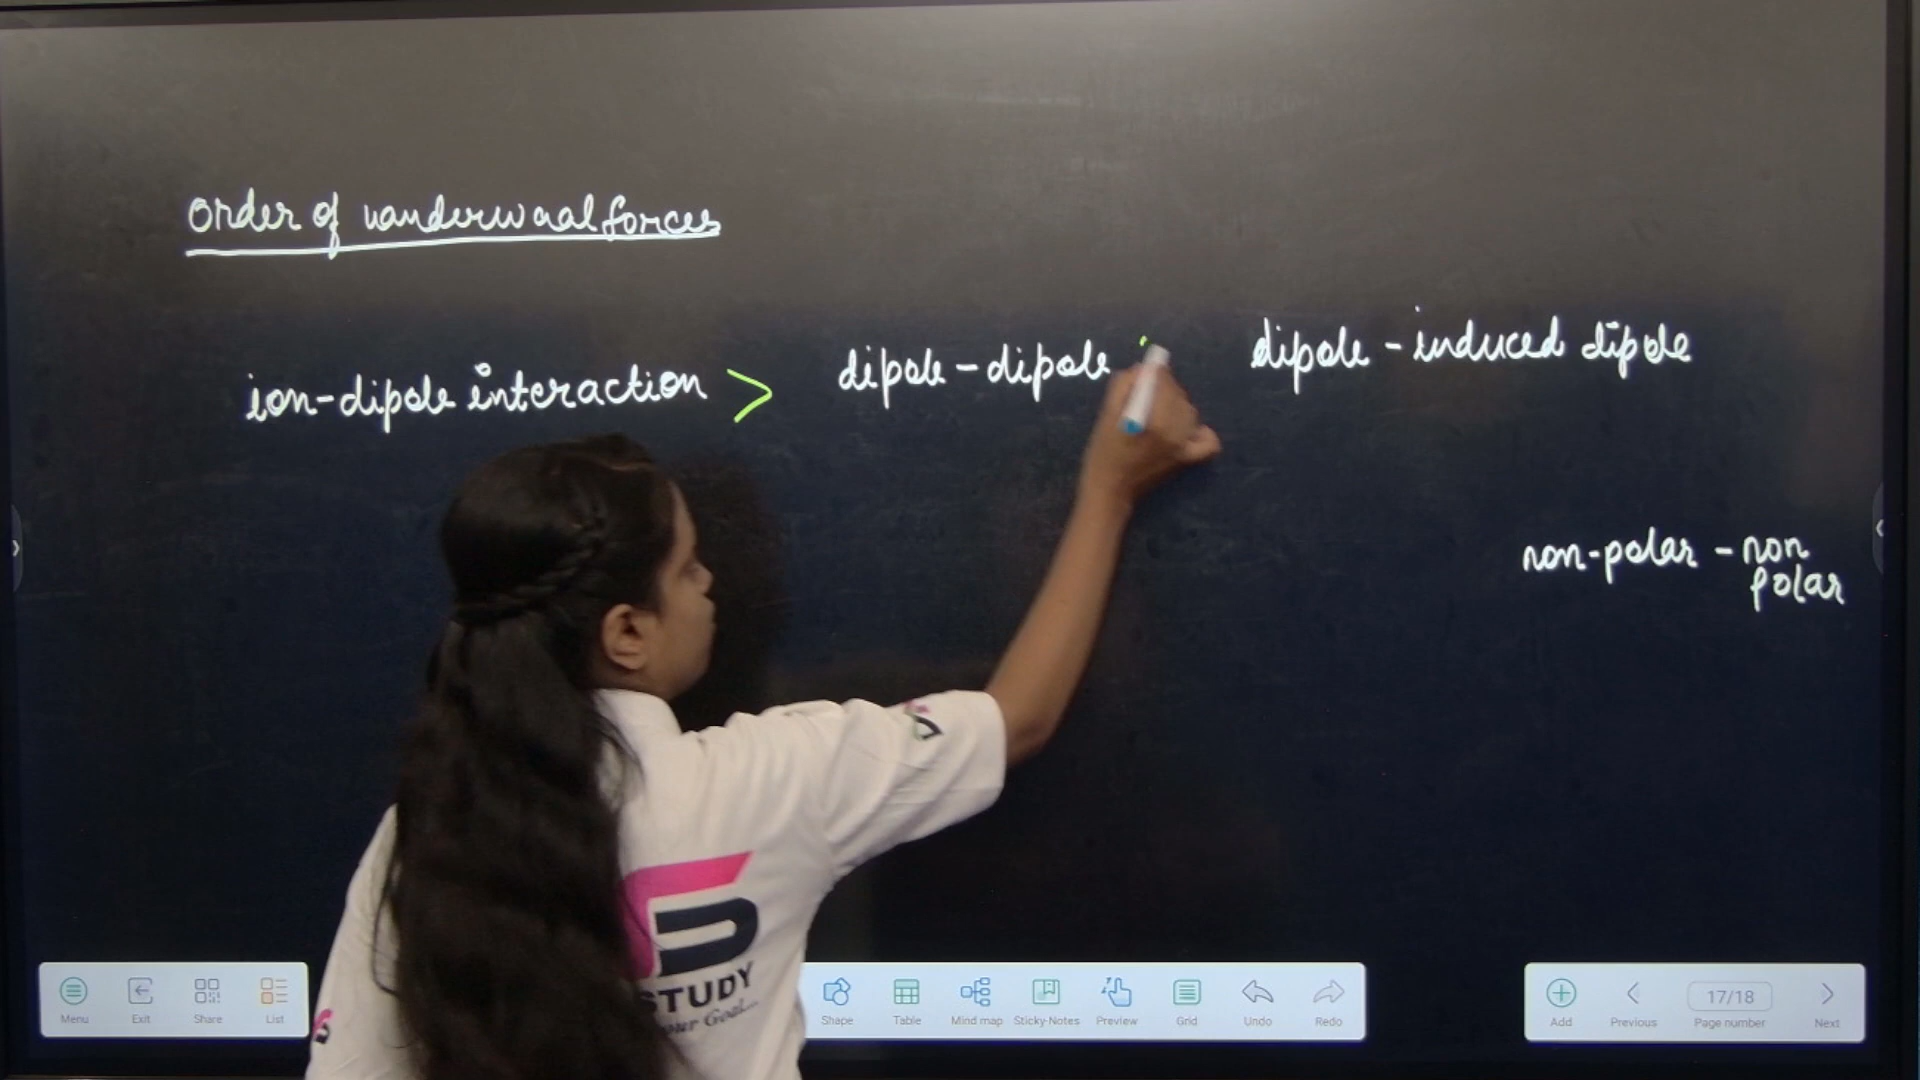 order of vanderwaal forces
ion-dipole interaction > dipole-dipole dipole-induced dipole
non-polar - non
polar
STUDY
your Goal...
Menu Exit Share List Shape Table Mind map Sticky-Notes Preview Grid Undo Redo Add Previous 17/18 Page number Next